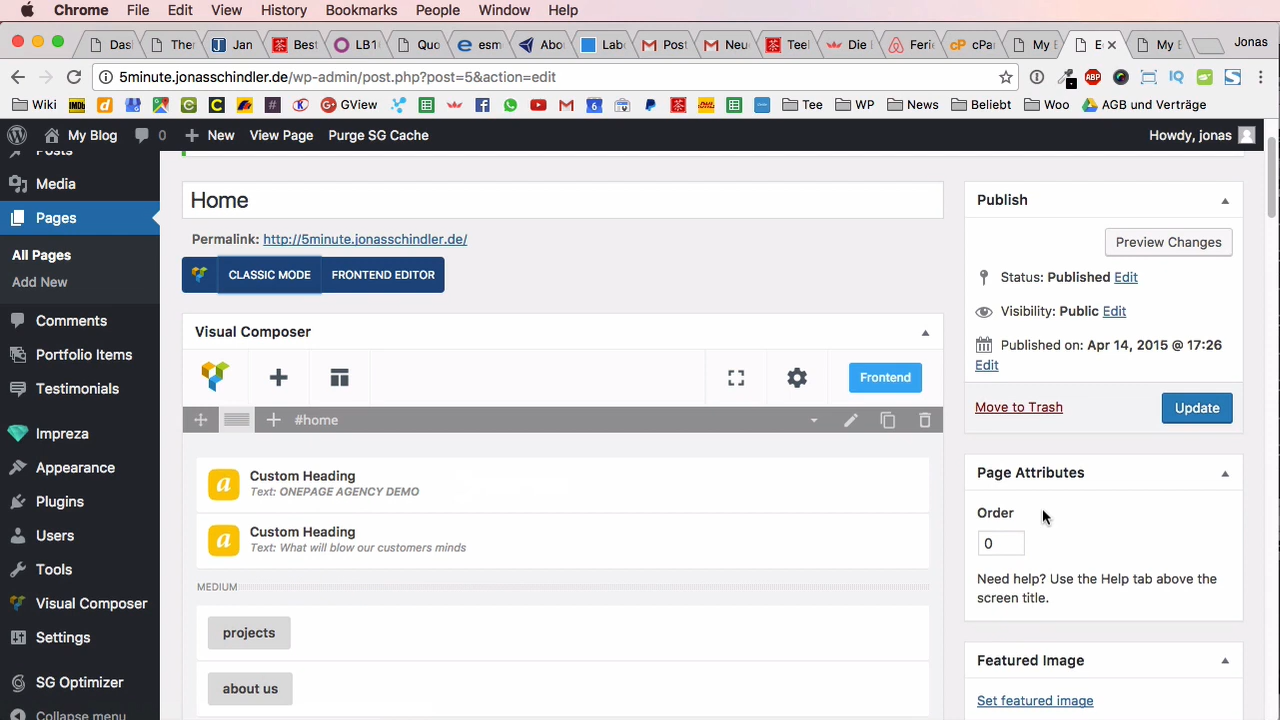 Chrome File Edit View History Bookmarks People Window Help
Das Ther Jan Best LB1 Quo esm Abo Lab Post Neu Teel Die Feri cPa My E E My E Jonas
5minute.jonasschindler.de/wp-admin/post.php?post=5&action=edit
Wiki GView Tee WP News Beliebt Woo AGB und Verträge
My Blog 0 New View Page Purge SG Cache Howdy, jonas
Posts
Media
Pages
All Pages
Add New
Comments
Portfolio Items
Testimonials
Impreza
Appearance
Plugins
Users
Tools
Visual Composer
Settings
SG Optimizer
Collapse menu
Home
Permalink: http://5minute.jonasschindler.de/
CLASSIC MODE FRONTEND EDITOR
Visual Composer
Frontend
#home
Custom Heading
Text: ONEPAGE AGENCY DEMO
Custom Heading
Text: What will blow our customers minds
MEDIUM
projects
about us
Publish
Preview Changes
Status: Published Edit
Visibility: Public Edit
Published on: Apr 14, 2015 @ 17:26
Edit
Move to Trash Update
Page Attributes
Order
0
Need help? Use the Help tab above the
screen title.
Featured Image
Set featured image